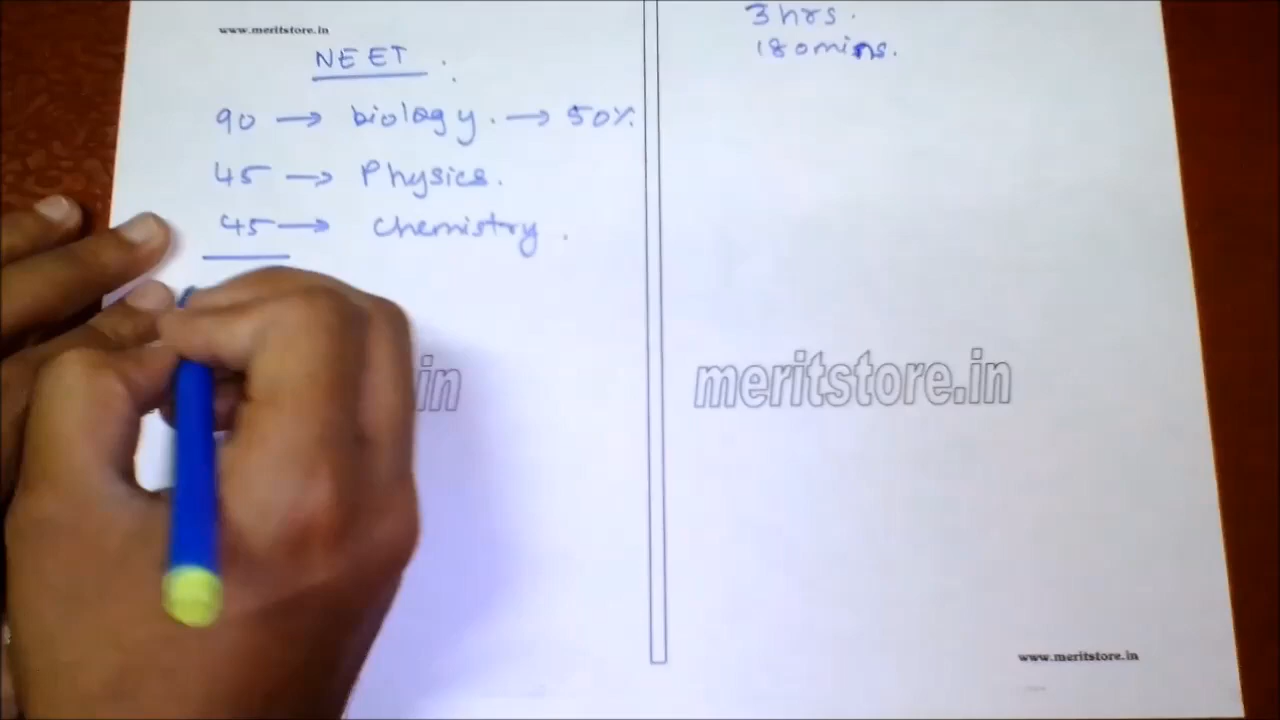 www.meritstore.in
NEET
90 → biology. → 50%
45 → Physics.
45 → chemistry.
in
3 hrs.
180 mins.
meritstore.in
www.meritstore.in